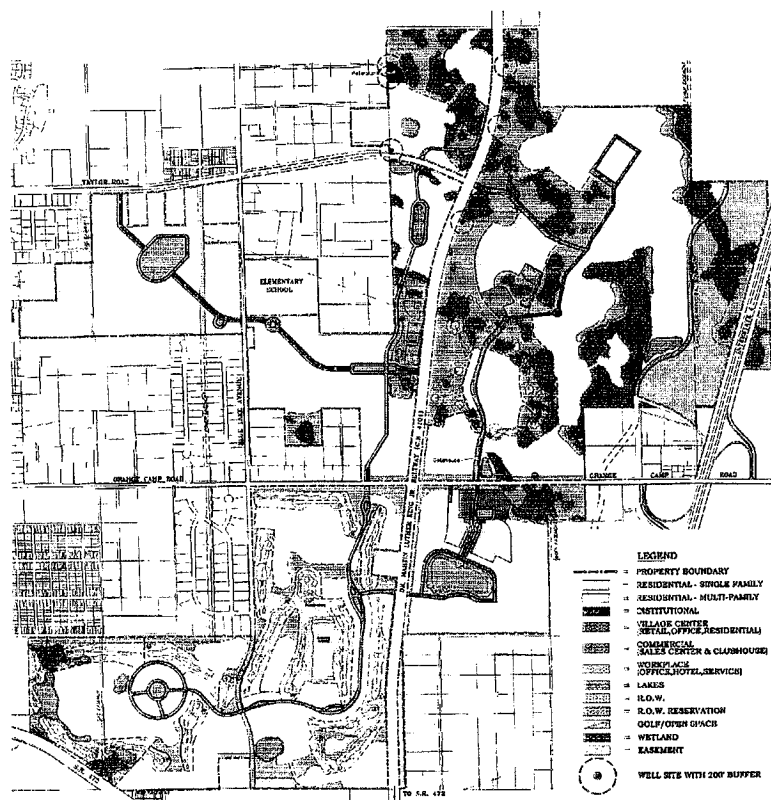 TAYLOR ROAD
ELEMENTARY
SCHOOL
ORANGE CAMP ROAD
ORANGE CAMP ROAD
TO S.R. 472
LEGEND
= PROPERTY BOUNDARY
= RESIDENTIAL - SINGLE FAMILY
= RESIDENTIAL - MULTI-FAMILY
= INSTITUTIONAL
= VILLAGE CENTER
(RETAIL,OFFICE,RESIDENTIAL)
= COMMERCIAL
(SALES CENTER & CLUBHOUSE)
= WORKPLACE
(OFFICE,HOTEL,SERVICE)
= LAKES
= R.O.W.
= R.O.W. RESERVATION
GOLF/OPEN SPACE
= WETLAND
= EASEMENT
= WELL SITE WITH 200' BUFFER